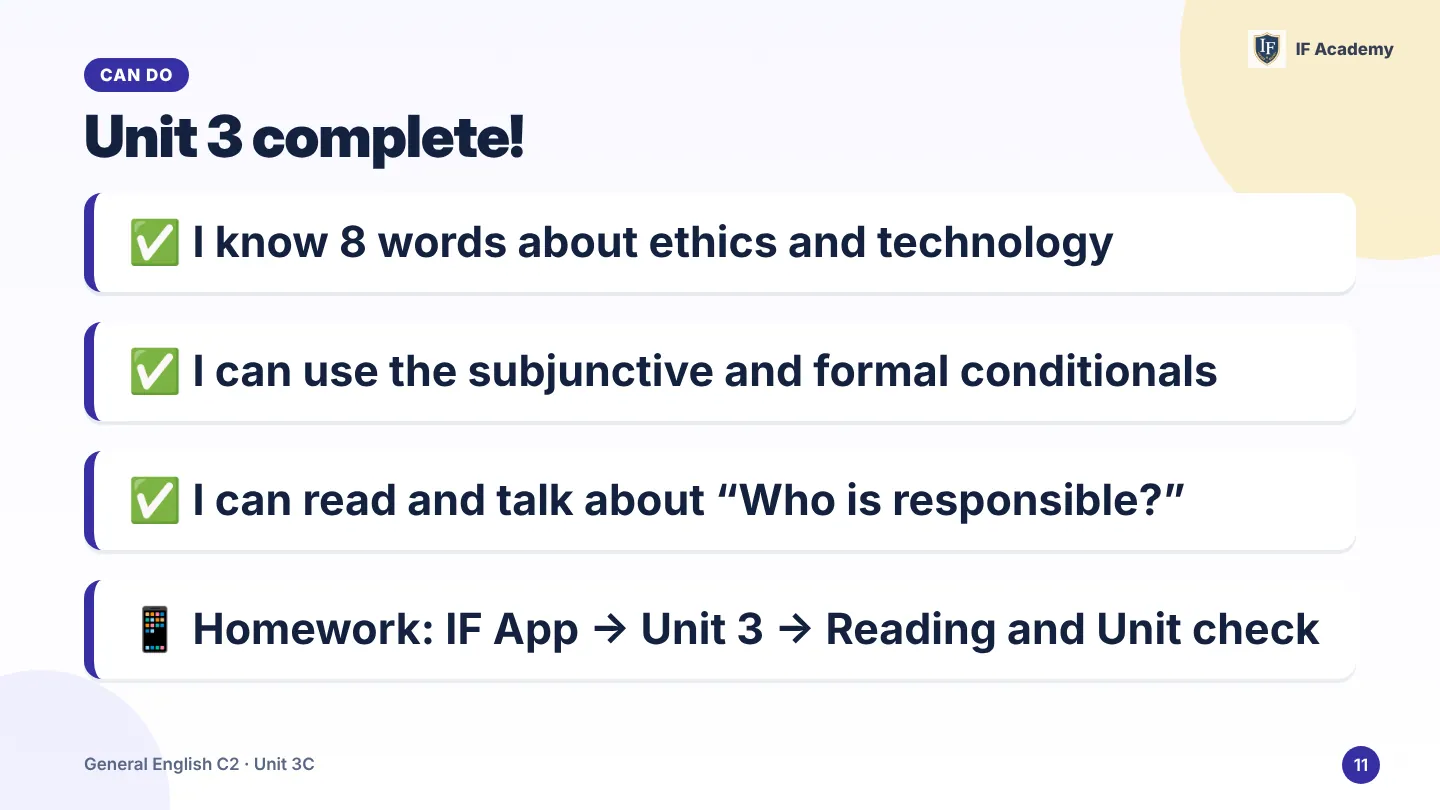 IF Academy
CAN DO
Unit 3 complete!
✅ I know 8 words about ethics and technology
✅ I can use the subjunctive and formal conditionals
✅ I can read and talk about “Who is responsible?”
📱 Homework: IF App → Unit 3 → Reading and Unit check
General English C2 · Unit 3C
11